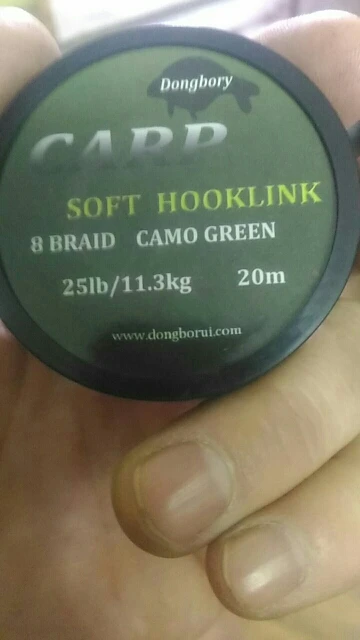 Dongbory
CARP
SOFT HOOKLINK
8 BRAID CAMO GREEN
25lb/11.3kg 20m
www.dongborui.com